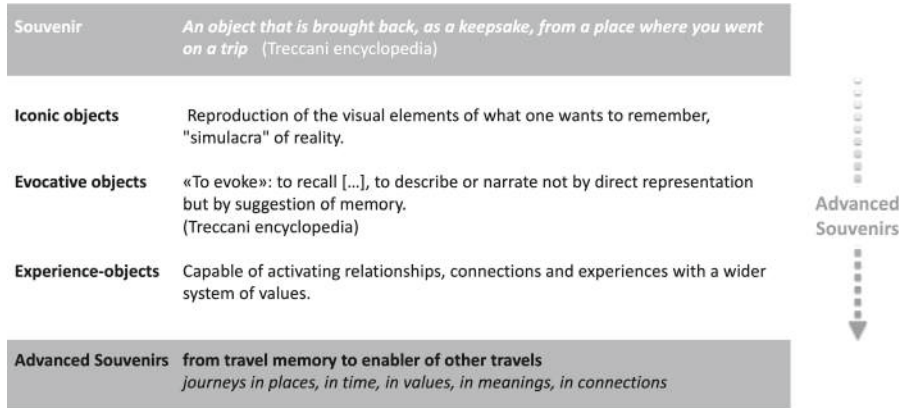 Souvenir An object that is brought back, as a keepsake, from a place where you went
on a trip (Treccani encyclopedia)
Iconic objects Reproduction of the visual elements of what one wants to remember,
"simulacra" of reality.
Evocative objects «To evoke»: to recall […], to describe or narrate not by direct representation
but by suggestion of memory.
(Treccani encyclopedia)
Experience-objects Capable of activating relationships, connections and experiences with a wider
system of values.
Advanced Souvenirs from travel memory to enabler of other travels
journeys in places, in time, in values, in meanings, in connections
Advanced
Souvenirs